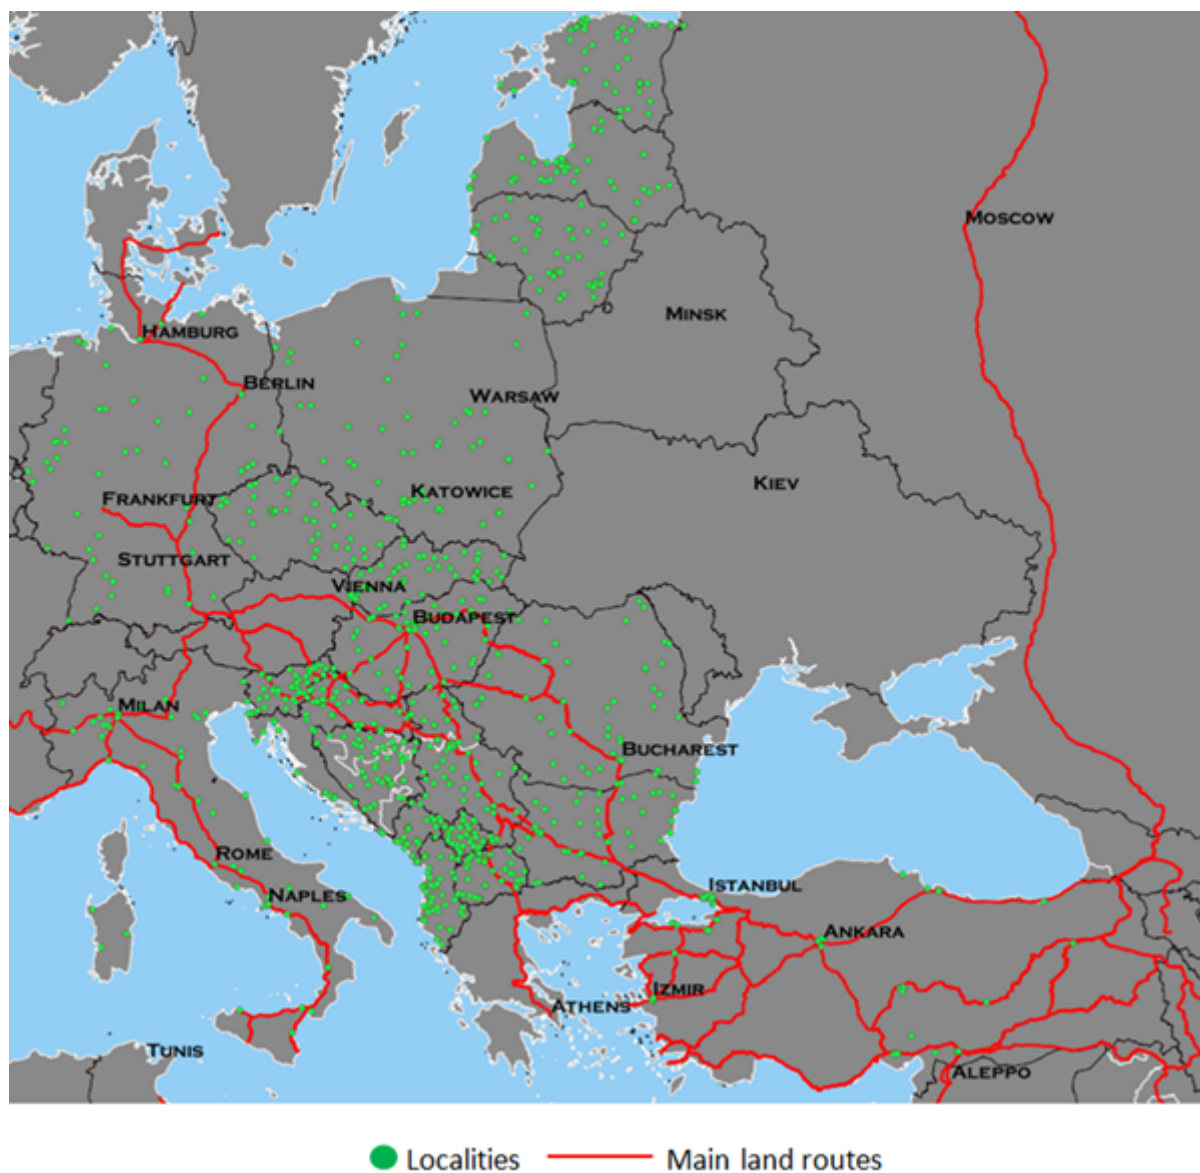 MOSCOW
MINSK
HAMBURG
BERLIN
WARSAW
KIEV
KATOWICE
FRANKFURT
STUTTGART
VIENNA
BUDAPEST
MILAN
BUCHAREST
ROME
ISTANBUL
NAPLES
ANKARA
IZMIR
ATHENS
TUNIS
ALEPPO
Localities Main land routes